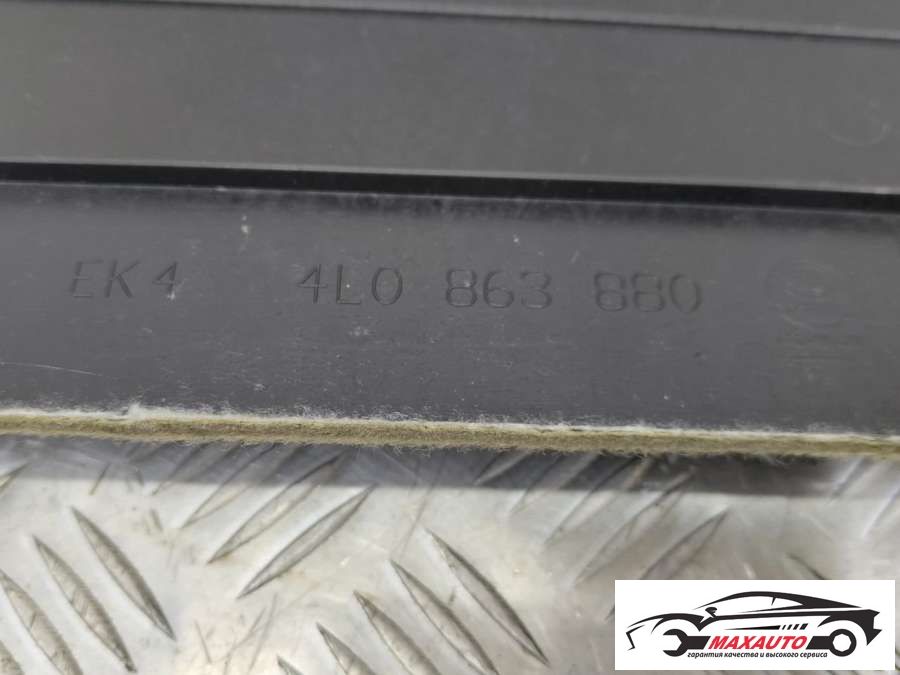 EK4 4L0 863 880
MAXAUTO
гарантия качества и высокого сервиса